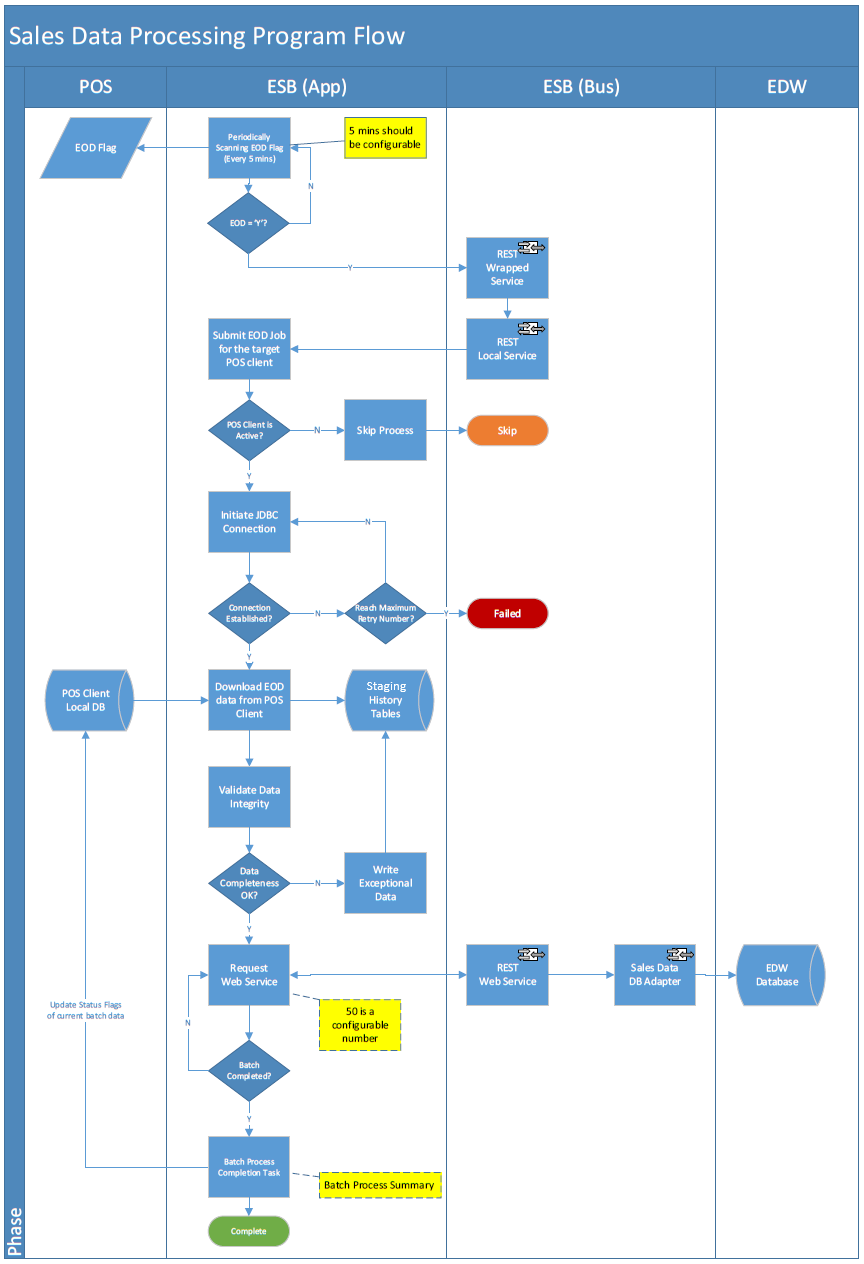 Sales Data Processing Program Flow
POS
ESB (App)
ESB (Bus)
EDW
Phase
EOD Flag
Periodically
Scanning EOD Flag
(Every 5 mins)
5 mins should
be configurable
N
EOD = 'Y'?
Y
REST
Wrapped
Service
REST
Local Service
Submit EOD Job
for the target
POS client
POS Client is
Active?
N
Skip Process
Skip
Y
Initiate JDBC
Connection
N
Connection
Established?
N
Reach Maximum
Retry Number?
Y
Failed
Y
POS Client
Local DB
Download EOD
data from POS
Client
Staging
History
Tables
Validate Data
Integrity
Data
Completeness
OK?
N
Write
Exceptional
Data
Y
Request
Web Service
REST
Web Service
Sales Data
DB Adapter
EDW
Database
Update Status Flags
of current batch data
N
50 is a
configurable
number
Batch
Completed?
Y
Batch Process
Completion Task
Batch Process Summary
Complete